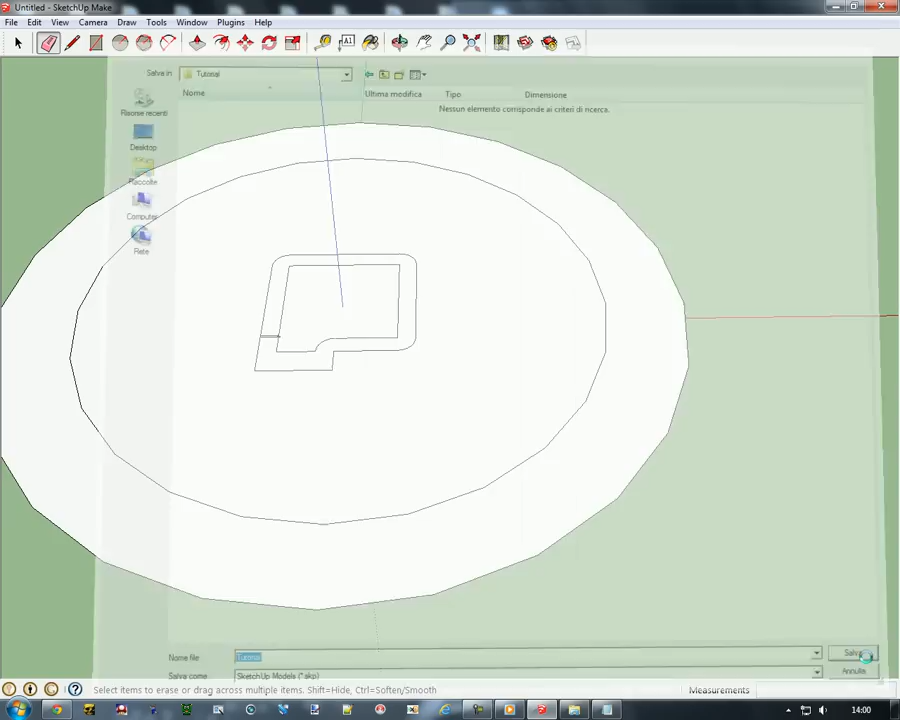 Untitled - SketchUp Make
File Edit View Camera Draw Tools Window Plugins Help
A1
Salva in Tutorial
Nome Ultima modifica Tipo Dimensione
Nessun elemento corrisponde ai criteri di ricerca.
Risorse recenti
Desktop
Raccolte
Computer
Rete
Nome file Tutorial Salva
Salva come SketchUp Models (*.skp) Annulla
Select items to erase or drag across multiple items. Shift=Hide, Ctrl=Soften/Smooth Measurements
14:00